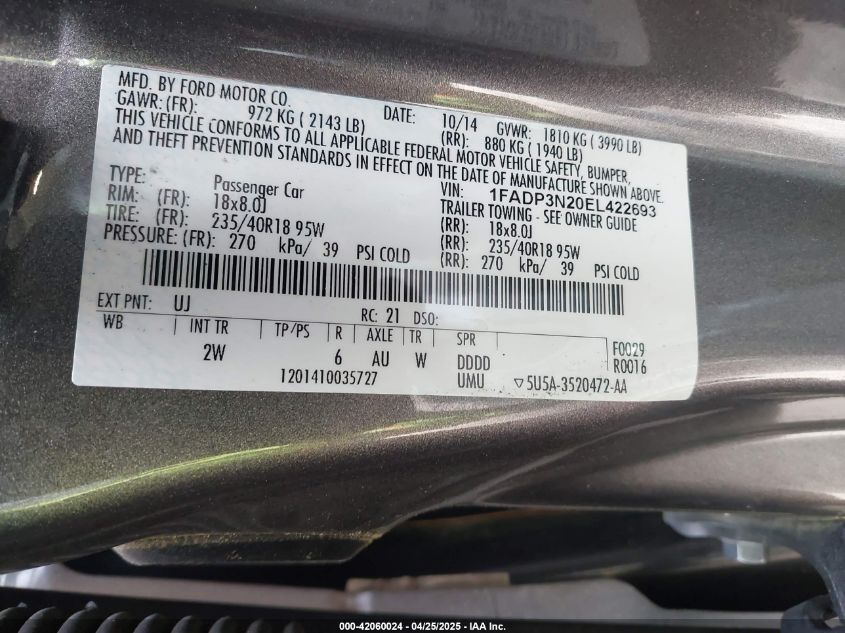 MFD. BY FORD MOTOR CO.
DATE: 10/14 GVWR: 1810 KG ( 3990 LB)
GAWR: (FR): 972 KG ( 2143 LB) (RR): 880 KG ( 1940 LB)
THIS VEHICLE CONFORMS TO ALL APPLICABLE FEDERAL MOTOR VEHICLE SAFETY, BUMPER,
AND THEFT PREVENTION STANDARDS IN EFFECT ON THE DATE OF MANUFACTURE SHOWN ABOVE.
VIN: 1FADP3N20EL422693
TYPE: Passenger Car TRAILER TOWING - SEE OWNER GUIDE
RIM: (FR): 18x8.0J (RR): 18x8.0J
TIRE: (FR): 235/40R18 95W (RR): 235/40R18 95W
PRESSURE: (FR): 270 kPa/ 39 PSI COLD (RR): 270 kPa/ 39 PSI COLD
EXT PNT: UJ RC: 21 DSO:
WB INT TR TP/PS R AXLE TR SPR F0029
2W 6 AU W DDDD R0016
1201410035727 UMU ▽5U5A-3520472-AA
000-42060024 | 04/25/2025 - IAA Inc.